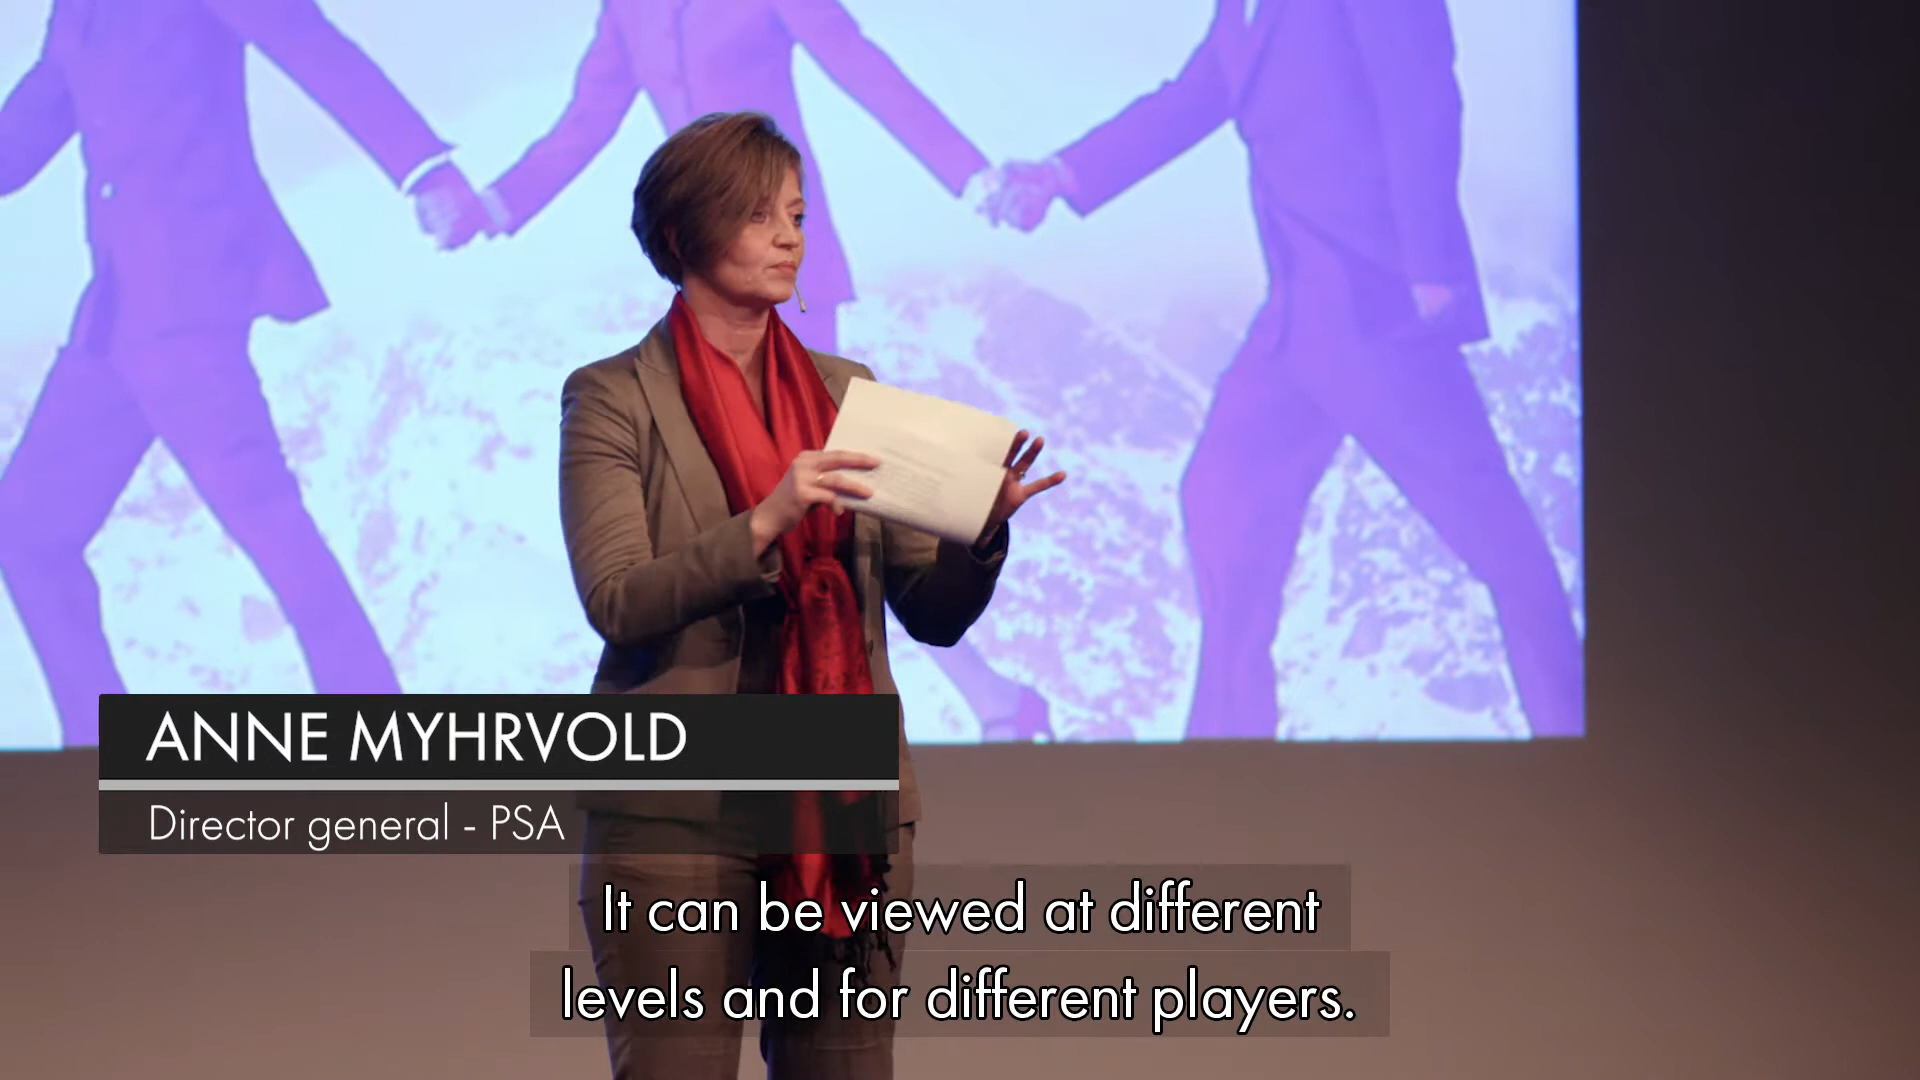 ANNE MYHRVOLD
Director general - PSA
It can be viewed at different
levels and for different players.